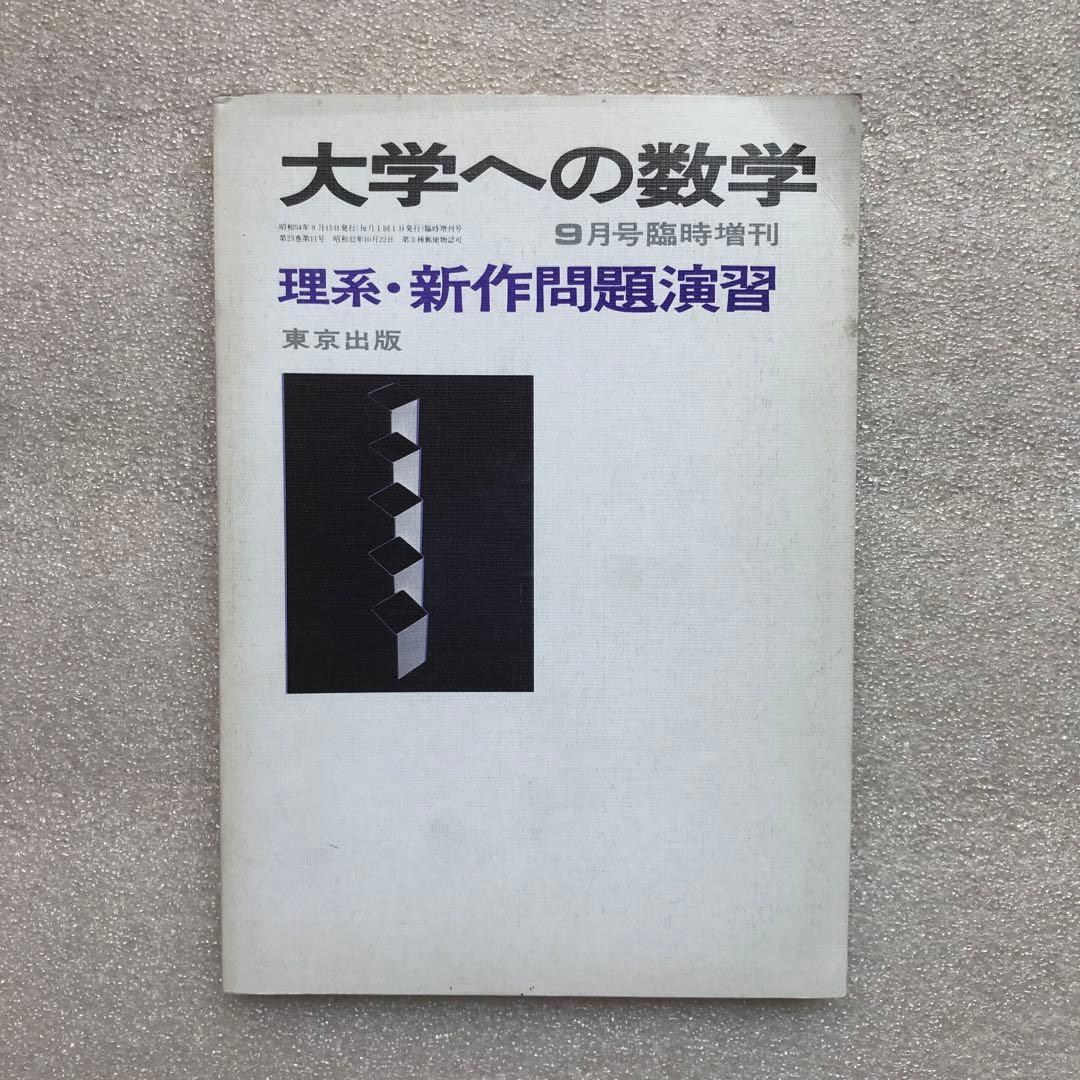 大学への数学
昭和54年9月15日発行(毎月1回1日発行)臨時増刊号
第23巻第11号 昭和32年10月22日 第3種郵便物認可
9月号臨時増刊
理系・新作問題演習
東京出版